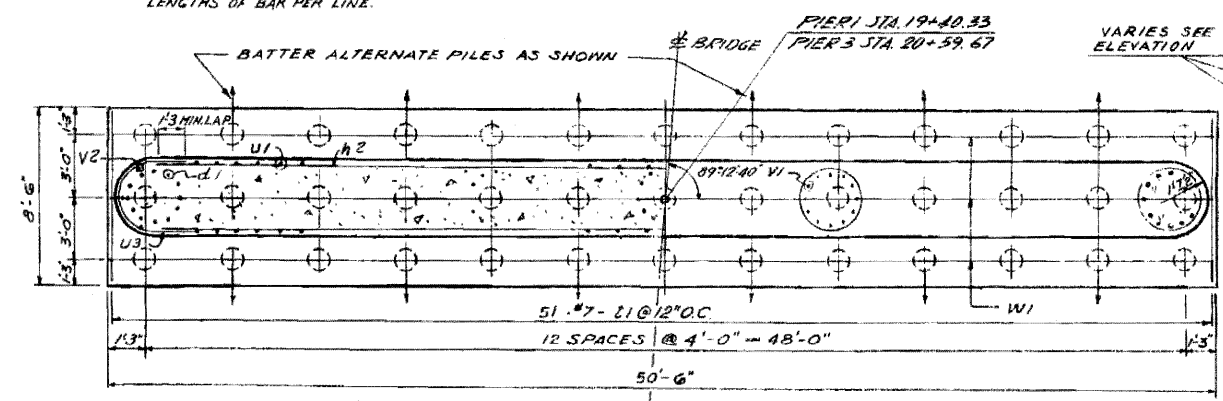 LENGTHS OF BAR PER LINE.
BATTER ALTERNATE PILES AS SHOWN
℄ BRIDGE
PIER 1 STA. 19+40.33
PIER 3 STA. 20+59.67
VARIES SEE
ELEVATION
1'-3 MIN. LAP
U1
h2
V2
d1
89°12'40"
V1
U3
8'-6"
1'-3"
3'-0"
3'-0"
1'-3"
51 - #7 - t1 @ 12" O.C.
W1
1'-3"
12 SPACES @ 4'-0" = 48'-0"
1'-3"
50'-6"